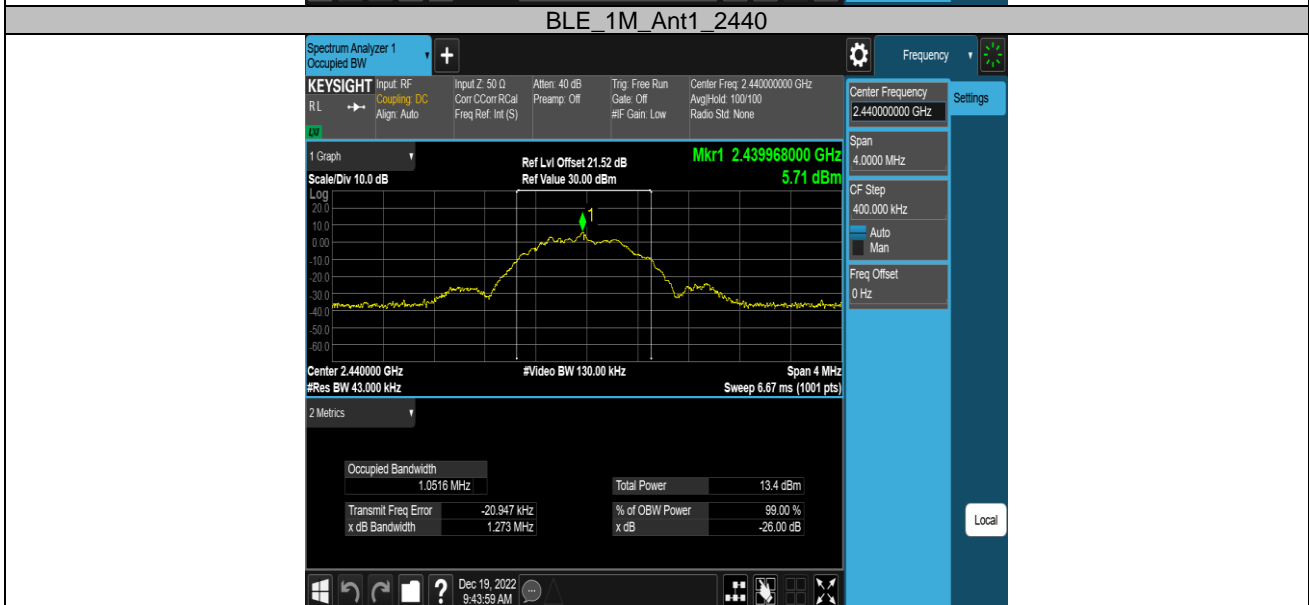 BLE_1M_Ant1_2440
Spectrum Analyzer 1
Occupied BW
+
Frequency
KEYSIGHT
RL
LXI
Input: RF
Coupling: DC
Align: Auto
Input Z: 50 Ω
Corr CCorr RCal
Freq Ref: Int (S)
Atten: 40 dB
Preamp: Off
Trig: Free Run
Gate: Off
#IF Gain: Low
Center Freq: 2.440000000 GHz
Avg|Hold: 100/100
Radio Std: None
Center Frequency
2.440000000 GHz
Settings
Span
4.0000 MHz
CF Step
400.000 kHz
Auto
Man
Freq Offset
0 Hz
1 Graph
Scale/Div 10.0 dB
Ref Lvl Offset 21.52 dB
Ref Value 30.00 dBm
Mkr1 2.439968000 GHz
5.71 dBm
Log
20.0
10.0
0.00
-10.0
-20.0
-30.0
-40.0
-50.0
-60.0
1
Center 2.440000 GHz
#Video BW 130.00 kHz
Span 4 MHz
#Res BW 43.000 kHz
Sweep 6.67 ms (1001 pts)
2 Metrics
Occupied Bandwidth
1.0516 MHz
Total Power 13.4 dBm
Transmit Freq Error -20.947 kHz
% of OBW Power 99.00 %
x dB Bandwidth 1.273 MHz
x dB -26.00 dB
Local
?
Dec 19, 2022
9:43:59 AM